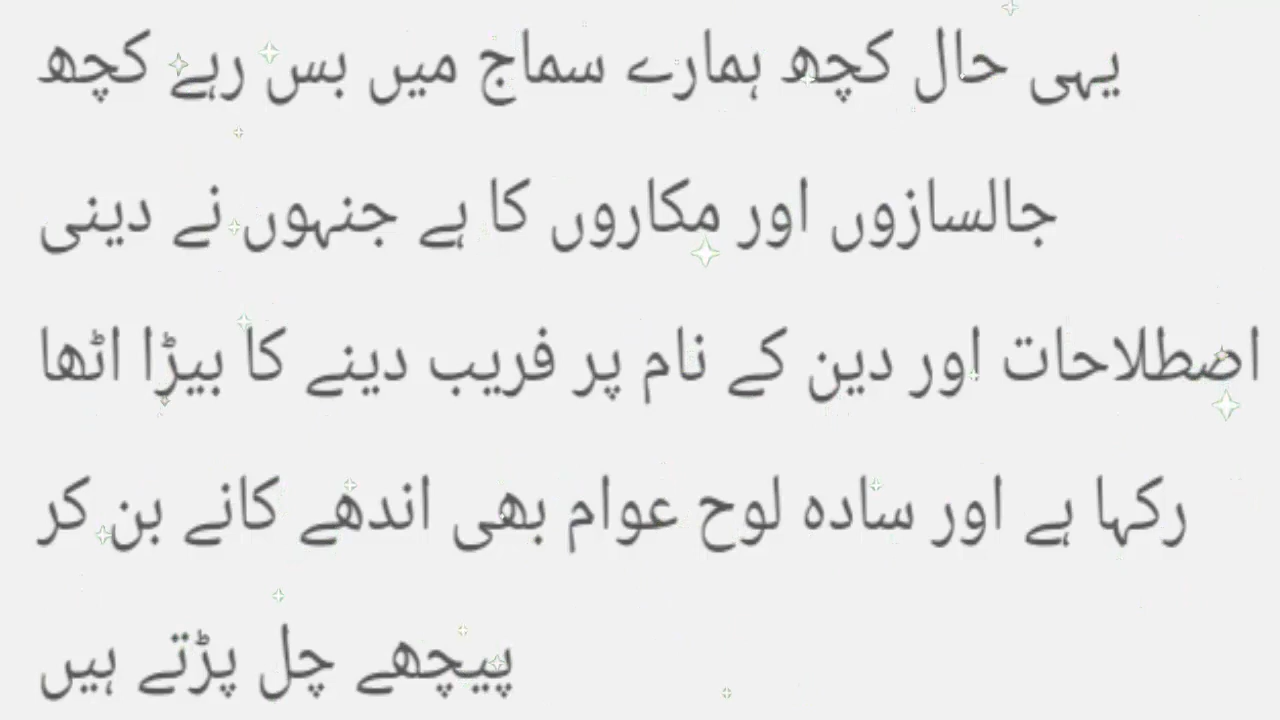 یہی حال کچھ ہمارے سماج میں بس رہے کچھ
جالسازوں اور مکاروں کا ہے جنہوں نے دینی
اصطلاحات اور دین کے نام پر فریب دینے کا بیڑا اٹھا
رکہا ہے اور سادہ لوح عوام بھی اندھے کانے بن کر
پیچھے چل پڑتے ہیں